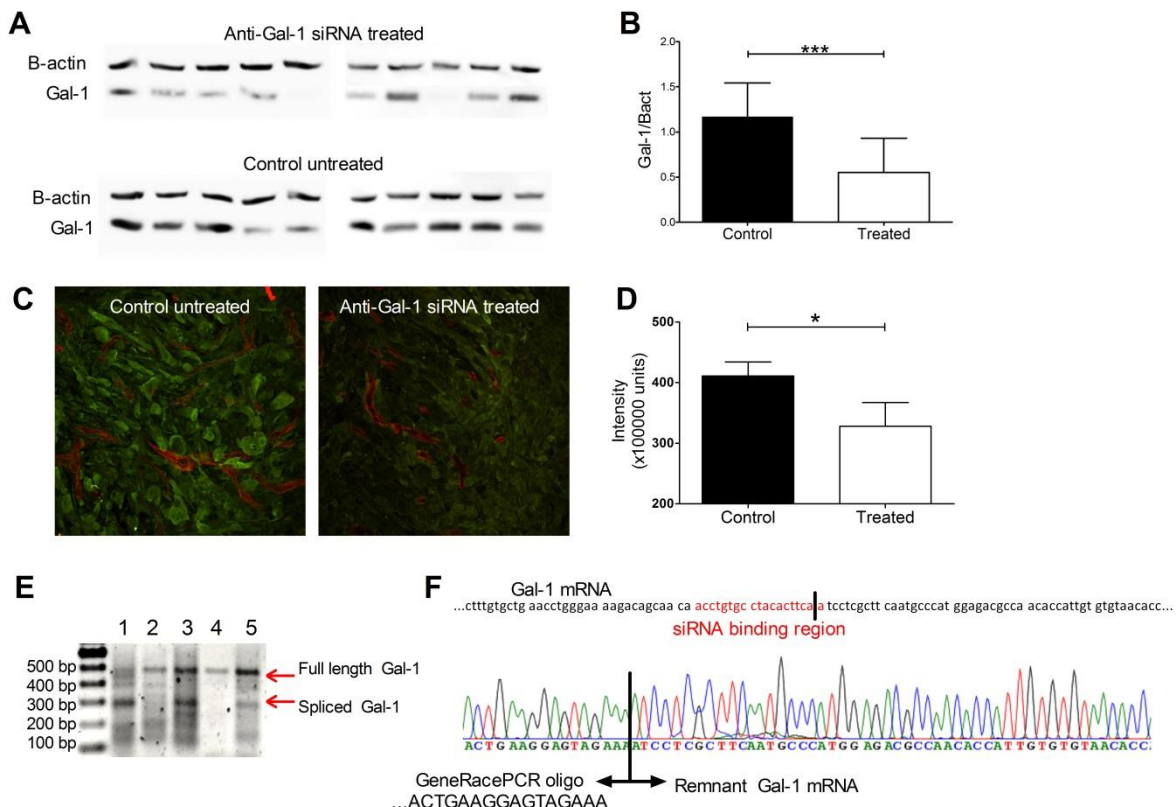 A
Anti-Gal-1 siRNA treated
B-actin
Gal-1
Control untreated
B-actin
Gal-1
B
***
2.0
1.5
1.0
0.5
0.0
Gal-1/Bact
Control
Treated
C
Control untreated
Anti-Gal-1 siRNA treated
D
*
500
400
300
200
Intensity
(x100000 units)
Control
Treated
E
1 2 3 4 5
500 bp
400 bp
300 bp
200 bp
100 bp
Full length Gal-1
Spliced Gal-1
F
Gal-1 mRNA
...ctttgtgctg aacctgggaa aagacagcaa ca acctgtgc ctacacttca a tcctcgctt caatgcccat ggagacgcca acaccattgt gtgtaacacc...
siRNA binding region
ACTGAAGGAGTAGAAAATCCTCGCTTCAATGCCCATGGAGACGCCAACACCATTGTGTGTAACACC
GeneRacePCR oligo
Remnant Gal-1 mRNA
...ACTGAAGGAGTAGAAA